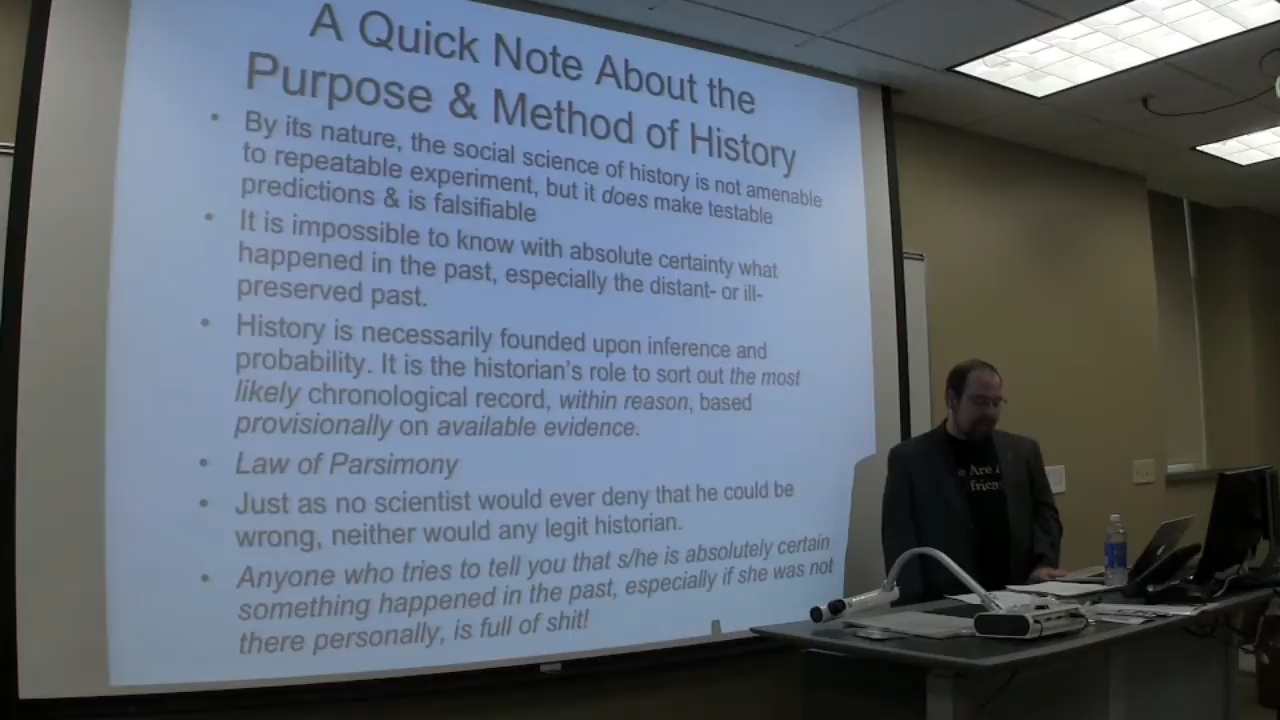 A Quick Note About the
Purpose & Method of History
• By its nature, the social science of history is not amenable
to repeatable experiment, but it does make testable
predictions & is falsifiable
• It is impossible to know with absolute certainty what
happened in the past, especially the distant- or ill-
preserved past.
• History is necessarily founded upon inference and
probability. It is the historian's role to sort out the most
likely chronological record, within reason, based
provisionally on available evidence.
• Law of Parsimony
• Just as no scientist would ever deny that he could be
wrong, neither would any legit historian.
• Anyone who tries to tell you that s/he is absolutely certain
something happened in the past, especially if she was not
there personally, is full of shit!
e Are
frican